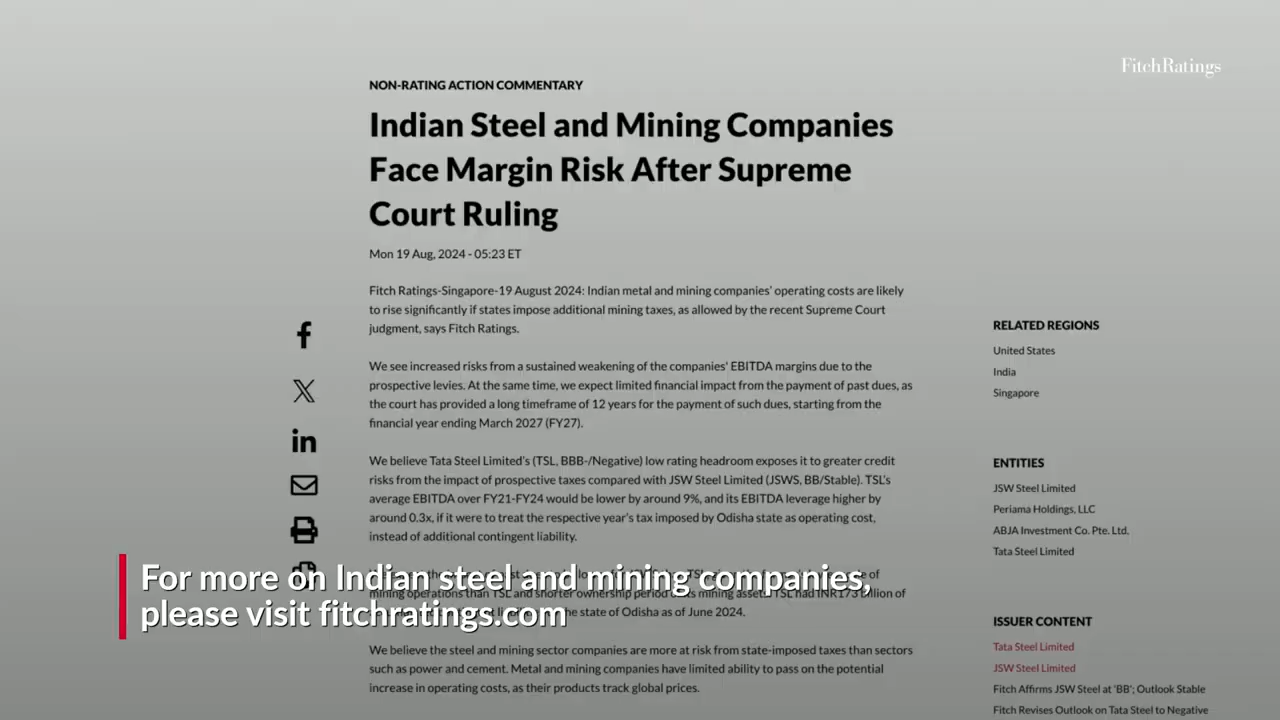 FitchRatings
NON-RATING ACTION COMMENTARY
Indian Steel and Mining Companies
Face Margin Risk After Supreme
Court Ruling
Mon 19 Aug, 2024 - 05:23 ET
Fitch Ratings-Singapore-19 August 2024: Indian metal and mining companies' operating costs are likely
to rise significantly if states impose additional mining taxes, as allowed by the recent Supreme Court
judgment, says Fitch Ratings.
We see increased risks from a sustained weakening of the companies' EBITDA margins due to the
prospective levies. At the same time, we expect limited financial impact from the payment of past dues, as
the court has provided a long timeframe of 12 years for the payment of such dues, starting from the
financial year ending March 2027 (FY27).
We believe Tata Steel Limited's (TSL, BBB-/Negative) low rating headroom exposes it to greater credit
risks from the impact of prospective taxes compared with JSW Steel Limited (JSWS, BB/Stable). TSL's
average EBITDA over FY21-FY24 would be lower by around 9%, and its EBITDA leverage higher by
around 0.3x, if it were to treat the respective year's tax imposed by Odisha state as operating cost,
instead of additional contingent liability.
of
mining operations than TSL and shorter ownership period mining assets. TSL had INR173 billion of
the state of Odisha as of June 2024.
We believe the steel and mining sector companies are more at risk from state-imposed taxes than sectors
such as power and cement. Metal and mining companies have limited ability to pass on the potential
increase in operating costs, as their products track global prices.
For more on Indian steel and mining companies,
please visit fitchratings.com
RELATED REGIONS
United States
India
Singapore
ENTITIES
JSW Steel Limited
Periama Holdings, LLC
ABJA Investment Co. Pte. Ltd.
Tata Steel Limited
ISSUER CONTENT
Tata Steel Limited
JSW Steel Limited
Fitch Affirms JSW Steel at 'BB'; Outlook Stable
Fitch Revises Outlook on Tata Steel to Negative